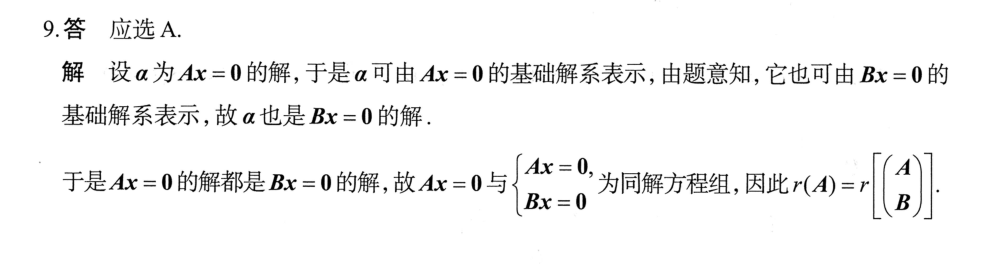 9.答 应选 A.
解 设α为Ax=0的解,于是α可由Ax=0的基础解系表示,由题意知,它也可由Bx=0的
基础解系表示,故α也是Bx=0的解.
于是Ax=0的解都是Bx=0的解,故Ax=0与{Ax=0, Bx=0 为同解方程组,因此r(A)=r[(A B)].